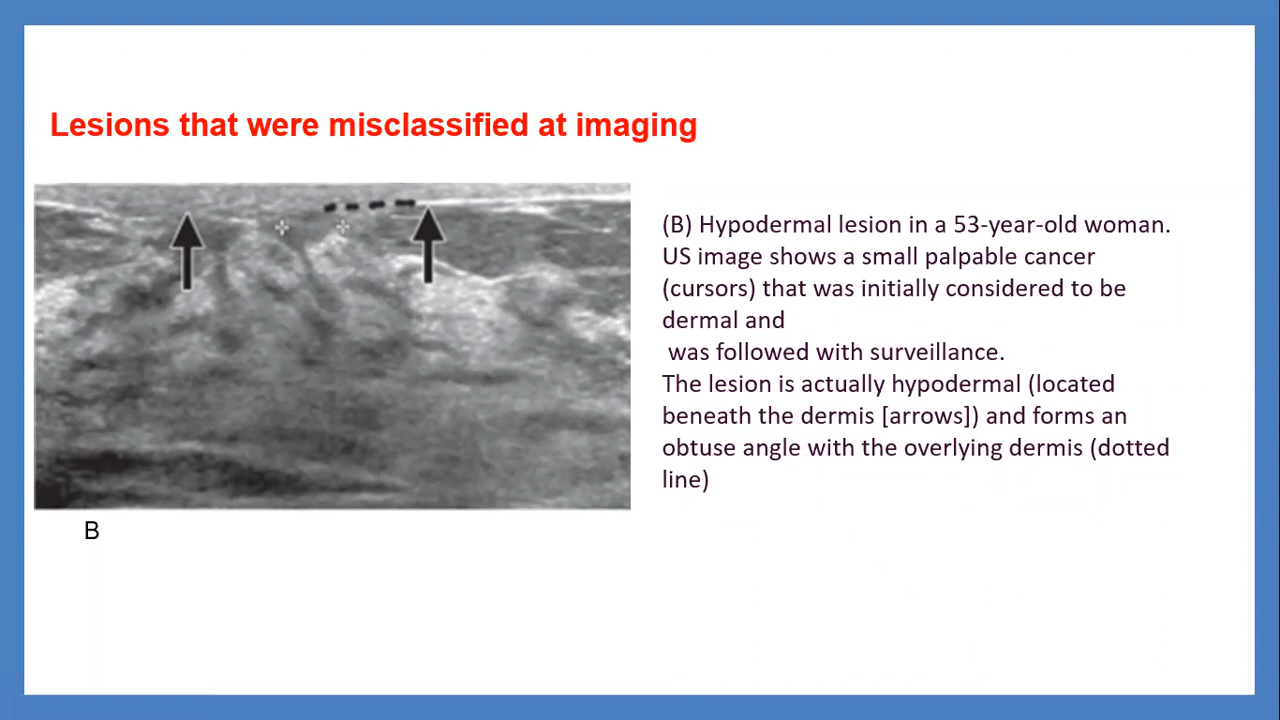 Lesions that were misclassified at imaging
(B) Hypodermal lesion in a 53-year-old woman.
US image shows a small palpable cancer
(cursors) that was initially considered to be
dermal and
was followed with surveillance.
The lesion is actually hypodermal (located
beneath the dermis [arrows]) and forms an
obtuse angle with the overlying dermis (dotted
line)
B